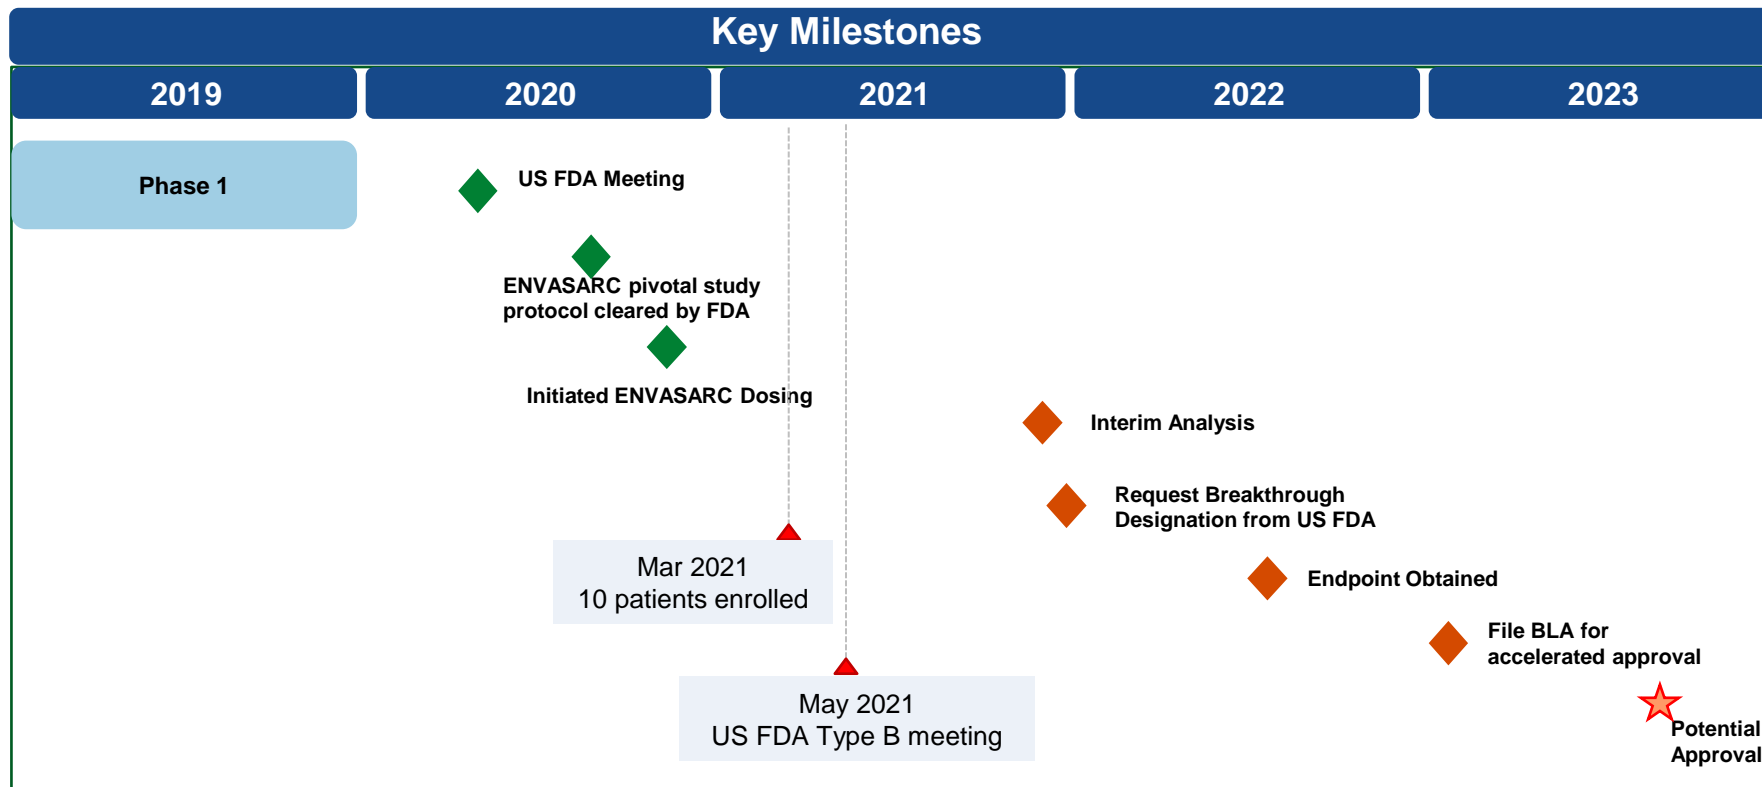 Key Milestones
2019
2020
2021
2022
2023
Phase 1
US FDA Meeting
ENVASARC pivotal study
protocol cleared by FDA
Initiated ENVASARC Dosing
Interim Analysis
Request Breakthrough
Designation from US FDA
Mar 2021
10 patients enrolled
Endpoint Obtained
File BLA for
accelerated approval
May 2021
US FDA Type B meeting
Potential
Approval